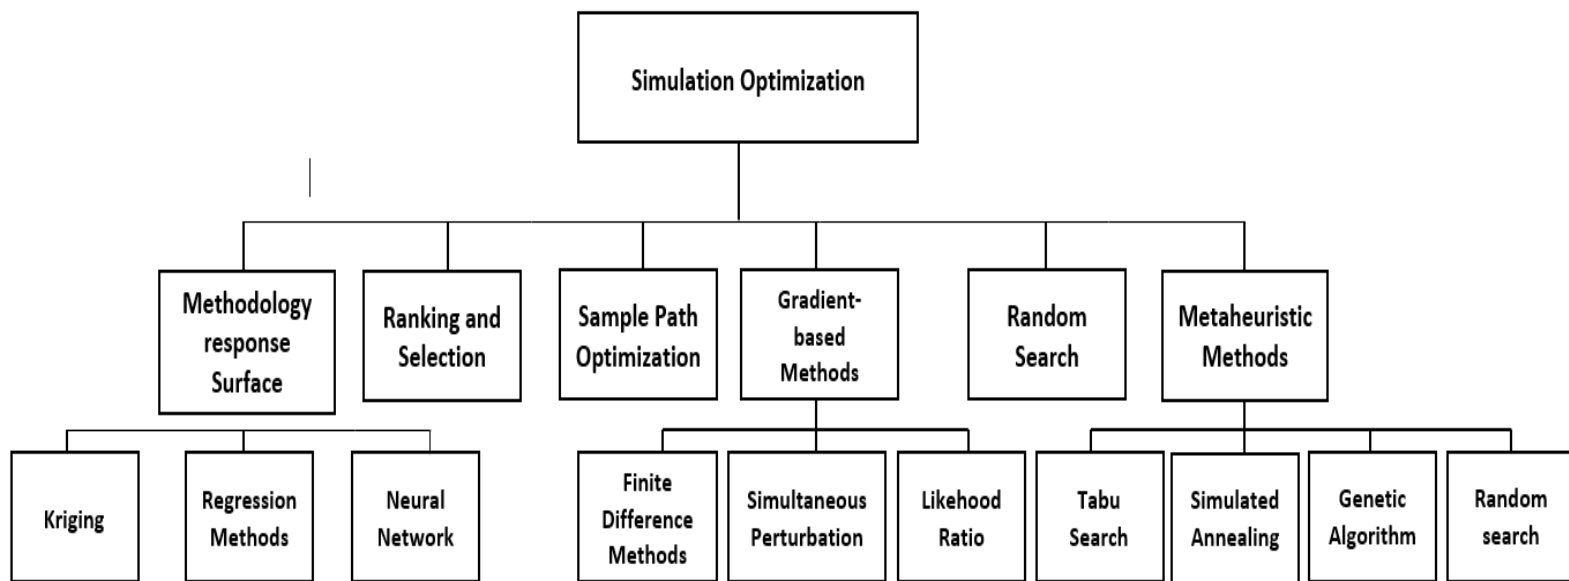 Simulation Optimization
Methodology
response
Surface
Ranking and
Selection
Sample Path
Optimization
Gradient-
based
Methods
Random
Search
Metaheuristic
Methods
Kriging
Regression
Methods
Neural
Network
Finite
Difference
Methods
Simultaneous
Perturbation
Likehood
Ratio
Tabu
Search
Simulated
Annealing
Genetic
Algorithm
Random
search